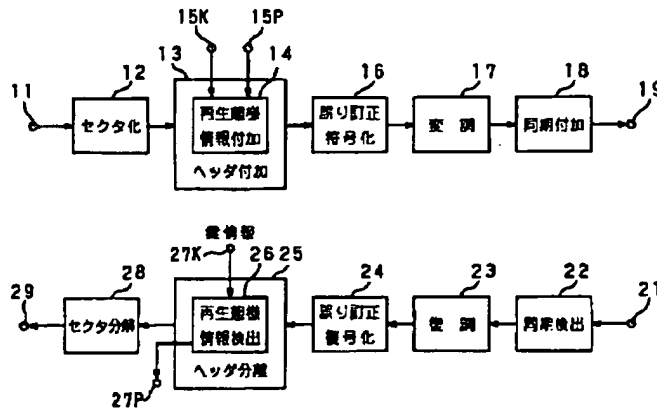 15K 15P
13 14
11 12 16 17 18 19
セクタ化
再生態様
情報付加
ヘッダ付加
誤り訂正
符号化
変調
同期付加
鍵情報
27K 26 25
29 28 24 23 22 21
セクタ分解
再生態様
情報検出
ヘッダ分離
誤り訂正
復号化
復調
同期検出
27P